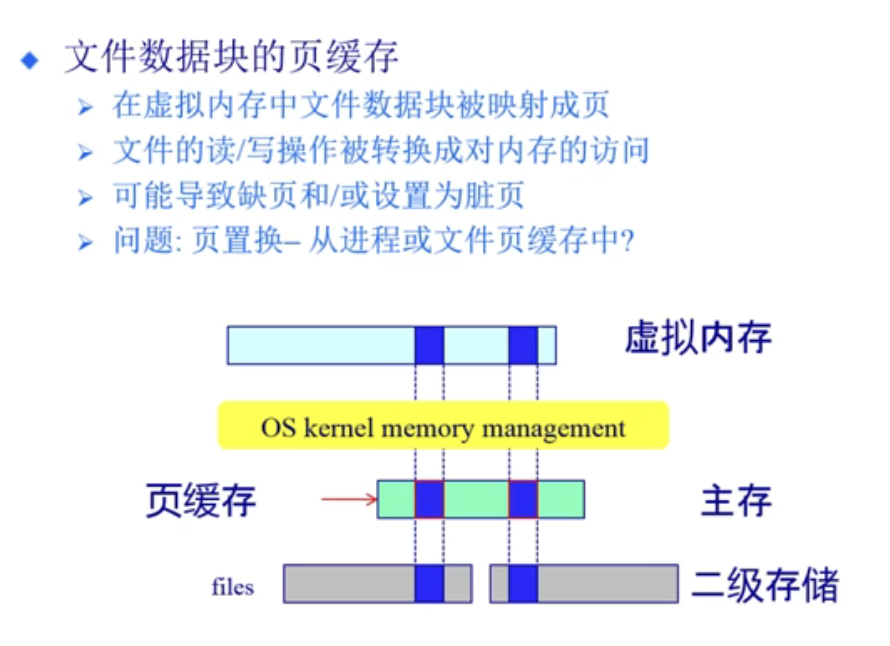 文件数据块的页缓存
在虚拟内存中文件数据块被映射成页
文件的读/写操作被转换成对内存的访问
可能导致缺页和/或设置为脏页
问题: 页置换– 从进程或文件页缓存中?
虚拟内存
OS kernel memory management
页缓存
主存
files
二级存储